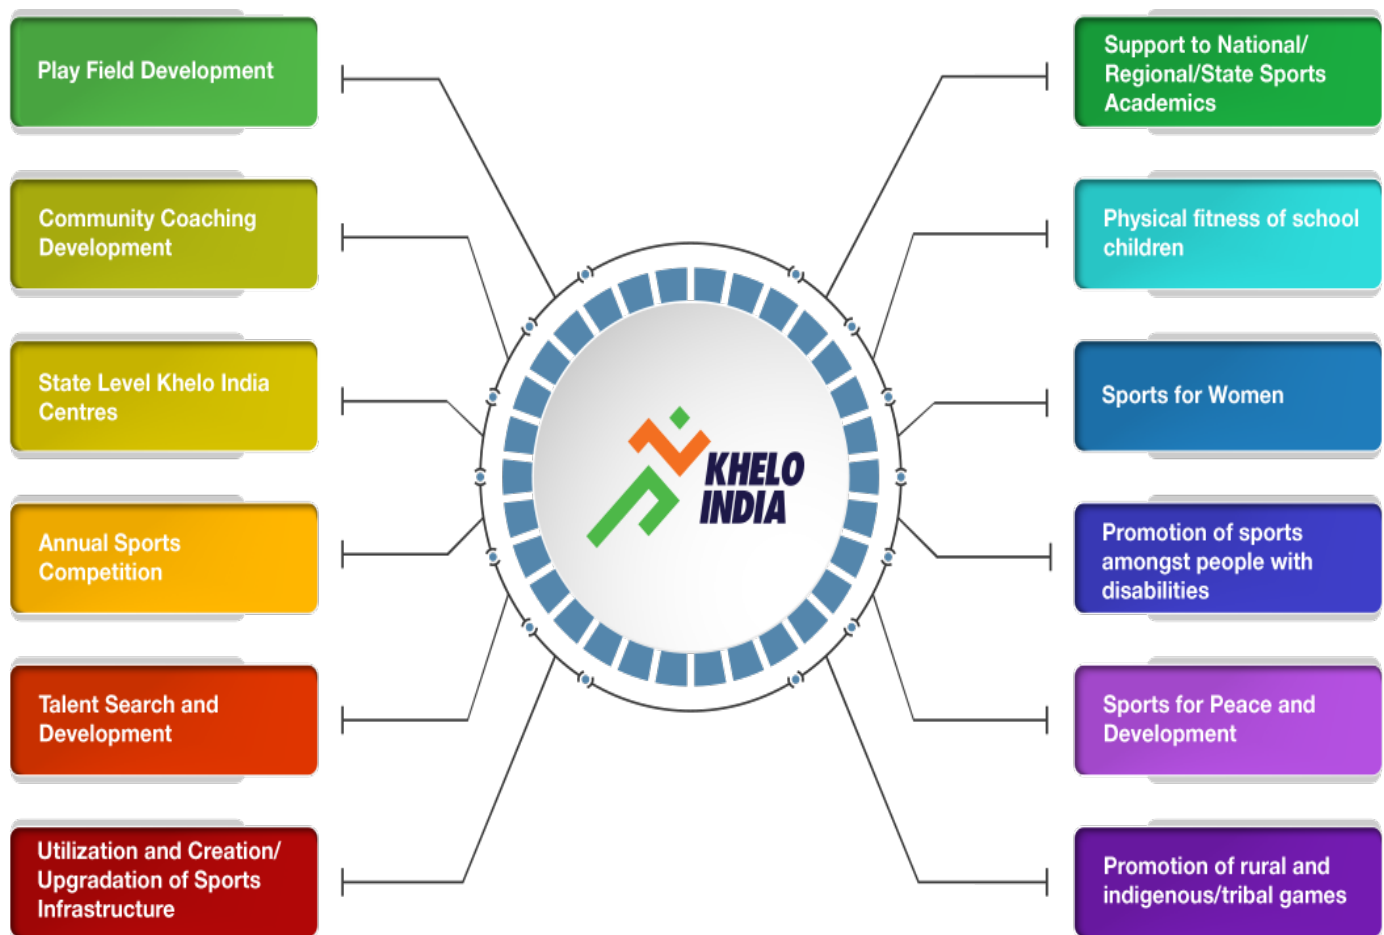 Play Field Development
Community Coaching
Development
State Level Khelo India
Centres
Annual Sports
Competition
Talent Search and
Development
Utilization and Creation/
Upgradation of Sports
Infrastructure
KHELO
INDIA
Support to National/
Regional/State Sports
Academics
Physical fitness of school
children
Sports for Women
Promotion of sports
amongst people with
disabilities
Sports for Peace and
Development
Promotion of rural and
indigenous/tribal games